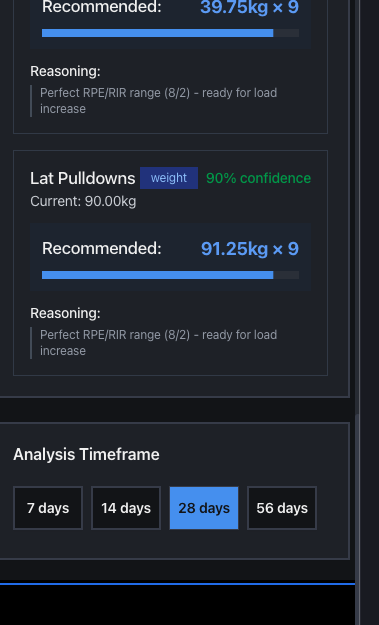 Recommended: 39.75kg × 9
Reasoning:
Perfect RPE/RIR range (8/2) - ready for load
increase
Lat Pulldowns weight 90% confidence
Current: 90.00kg
Recommended: 91.25kg × 9
Reasoning:
Perfect RPE/RIR range (8/2) - ready for load
increase
Analysis Timeframe
7 days 14 days 28 days 56 days